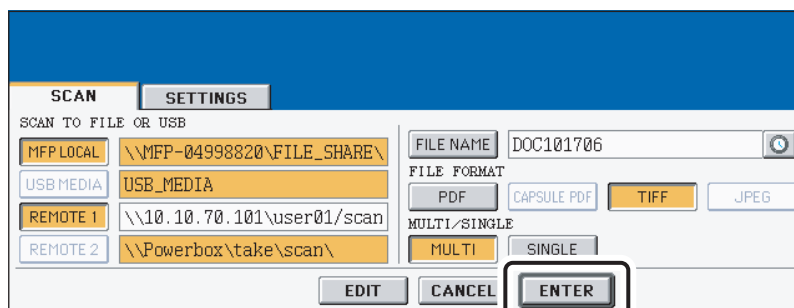 SCAN SETTINGS
SCAN TO FILE OR USB
MFP LOCAL \\MFP-04998820\FILE_SHARE\
USB MEDIA USB_MEDIA
REMOTE 1 \\10.10.70.101\user01/scan
REMOTE 2 \\Powerbox\take\scan\
FILE NAME DOC101706
FILE FORMAT
PDF CAPSULE PDF TIFF JPEG
MULTI/SINGLE
MULTI SINGLE
EDIT CANCEL ENTER